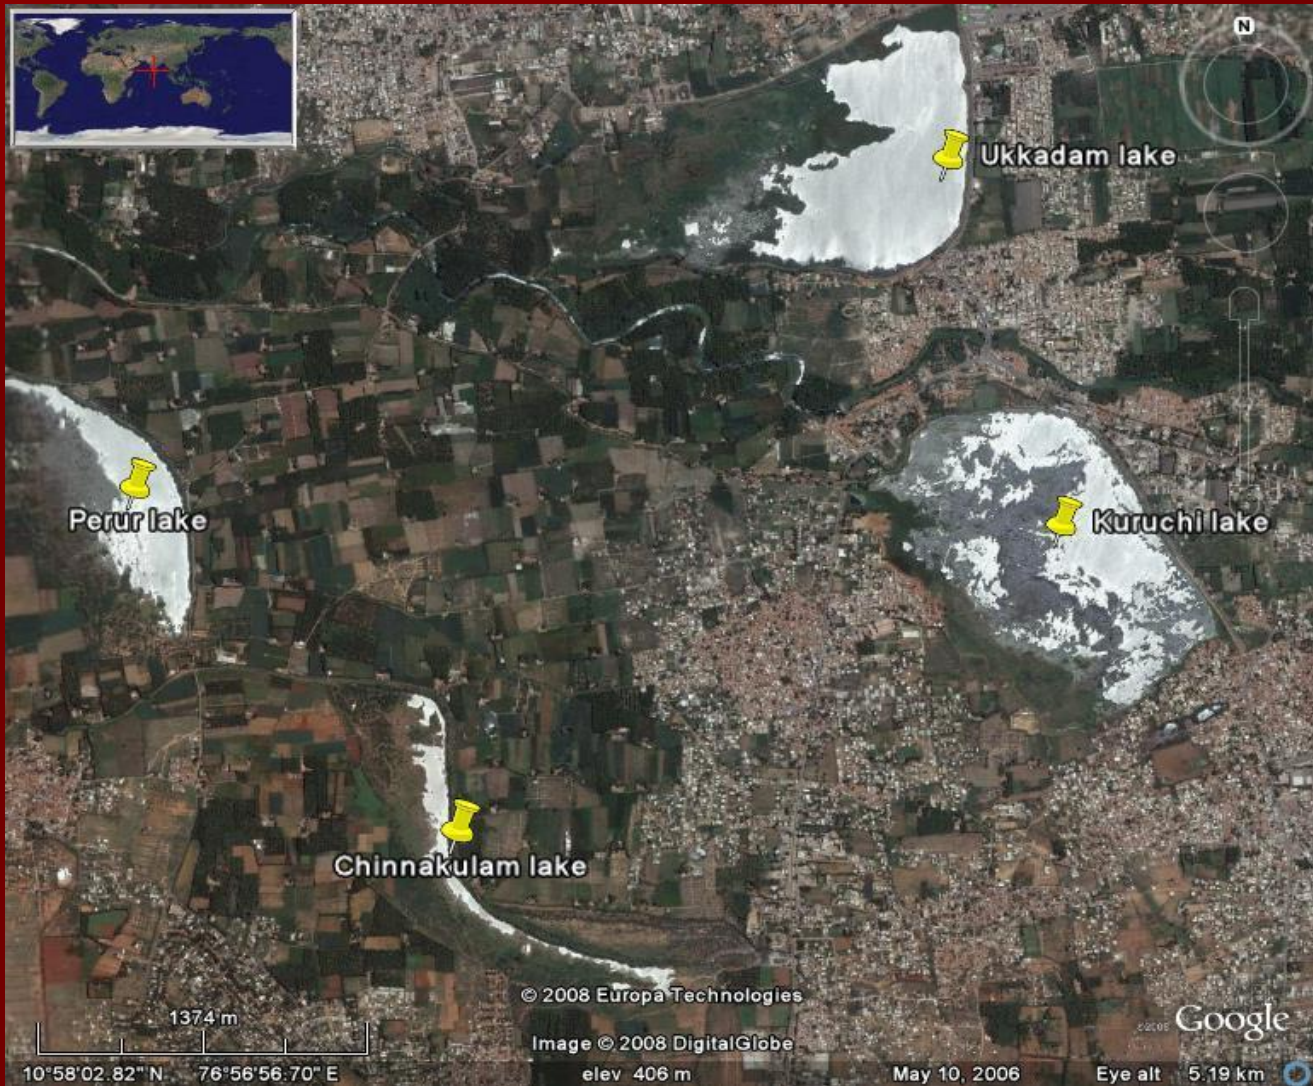 N
Ukkadam lake
Perur lake
Kuruchi lake
Chinnakulam lake
© 2008 Europa Technologies
1374 m
Google
Image © 2008 DigitalGlobe
10°58'02.82" N 76°56'56.70" E elev 406 m May 10, 2006 Eye alt 5.19 km